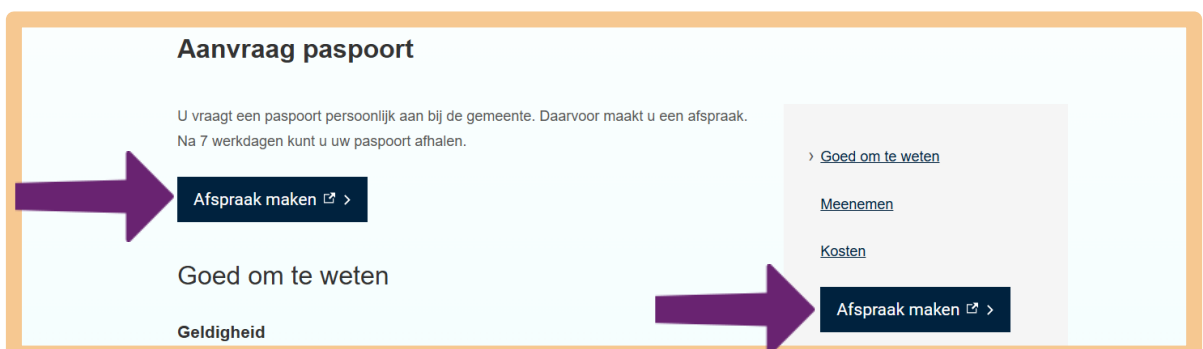 Aanvraag paspoort
U vraagt een paspoort persoonlijk aan bij de gemeente. Daarvoor maakt u een afspraak.
Na 7 werkdagen kunt u uw paspoort afhalen.
Afspraak maken
Goed om te weten
Geldigheid
Goed om te weten
Meenemen
Kosten
Afspraak maken